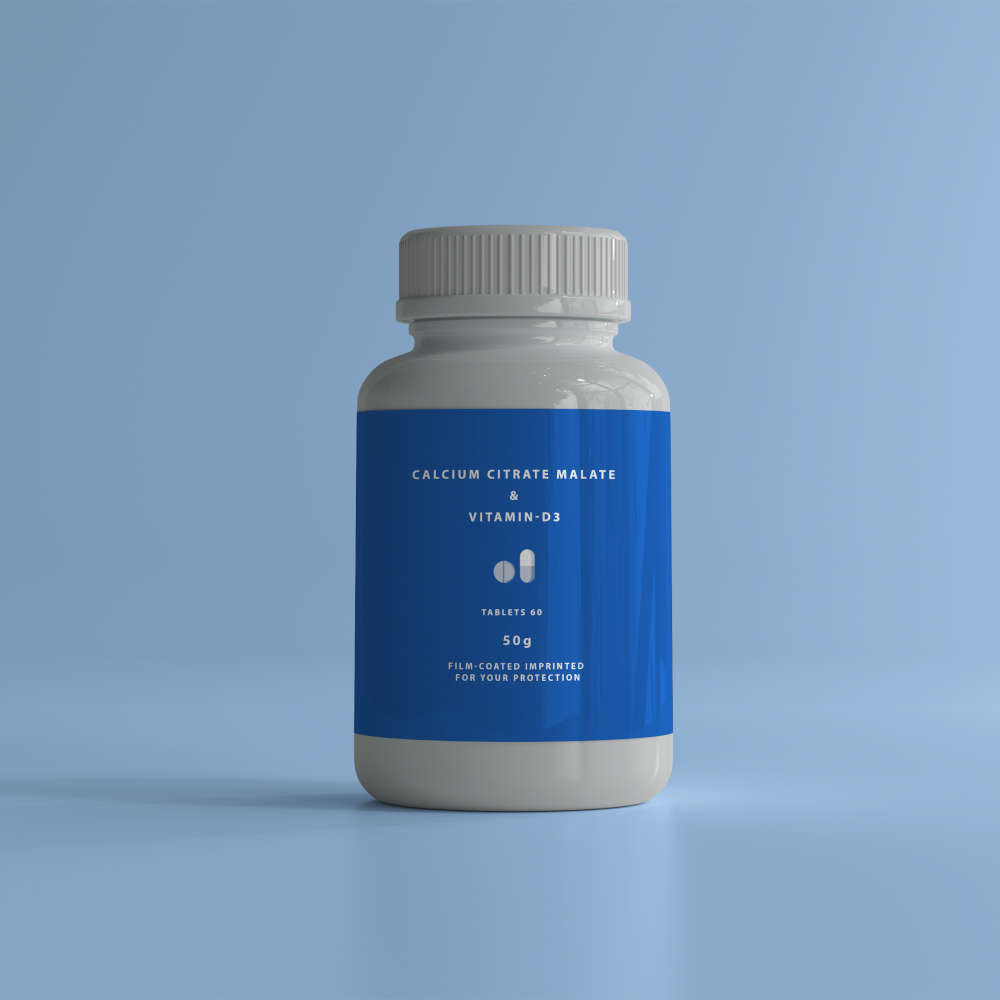 CALCIUM CITRATE MALATE
&
VITAMIN-D3
TABLETS 60
50g
FILM-COATED IMPRINTED
FOR YOUR PROTECTION